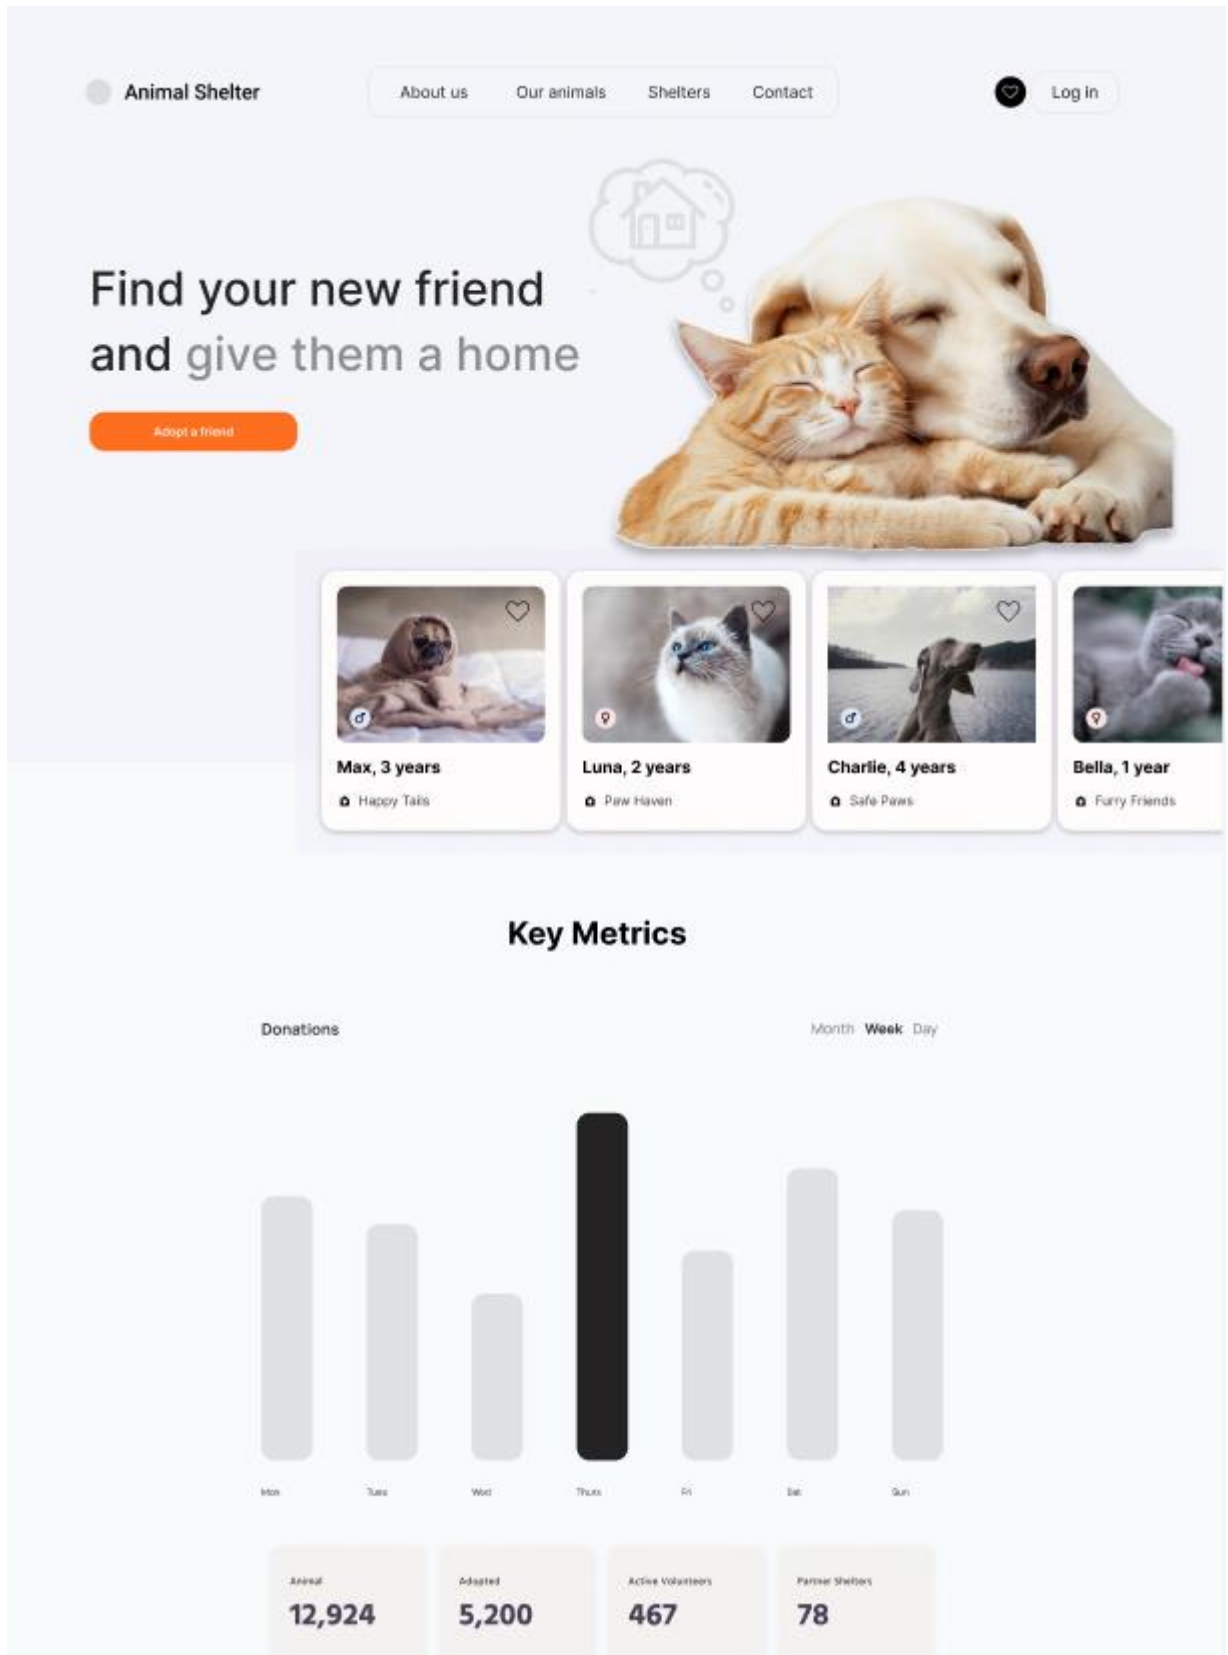 Animal Shelter
About us Our animals Shelters Contact
Log in
Find your new friend
and give them a home
Adopt a friend
Max, 3 years
Happy Tails
Luna, 2 years
Paw Haven
Charlie, 4 years
Safe Paws
Bella, 1 year
Furry Friends
Key Metrics
Donations
Month Week Day
Mon Tues Wed Thurs Fri Sat Sun
Animal
12,924
Adopted
5,200
Active Volunteers
467
Partner Shelters
78